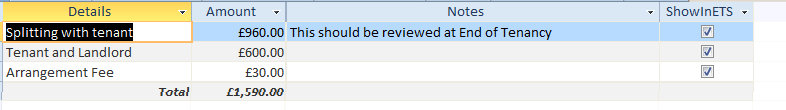 Details Amount Notes ShowInETS
Splitting with tenant £960.00 This should be reviewed at End of Tenancy
Tenant and Landlord £600.00
Arrangement Fee £30.00
Total £1,590.00